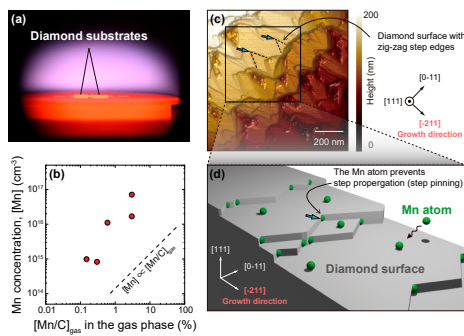 (a)
Diamond substrates
(b)
Mn concentration, [Mn] (cm⁻³)
10¹⁷
10¹⁶
10¹⁵
10¹⁴
[Mn] ∝ [Mn/C]gas
0.01 0.1 1 10 100
[Mn/C]gas in the gas phase (%)
(c)
200 nm
200
Height (nm)
0
Diamond surface with
zig-zag step edges
[0-11]
[111]
[-211]
Growth direction
(d)
The Mn atom prevents
step propergation (step pinning)
Mn atom
Diamond surface
[111]
[0-11]
[-211]
Growth direction